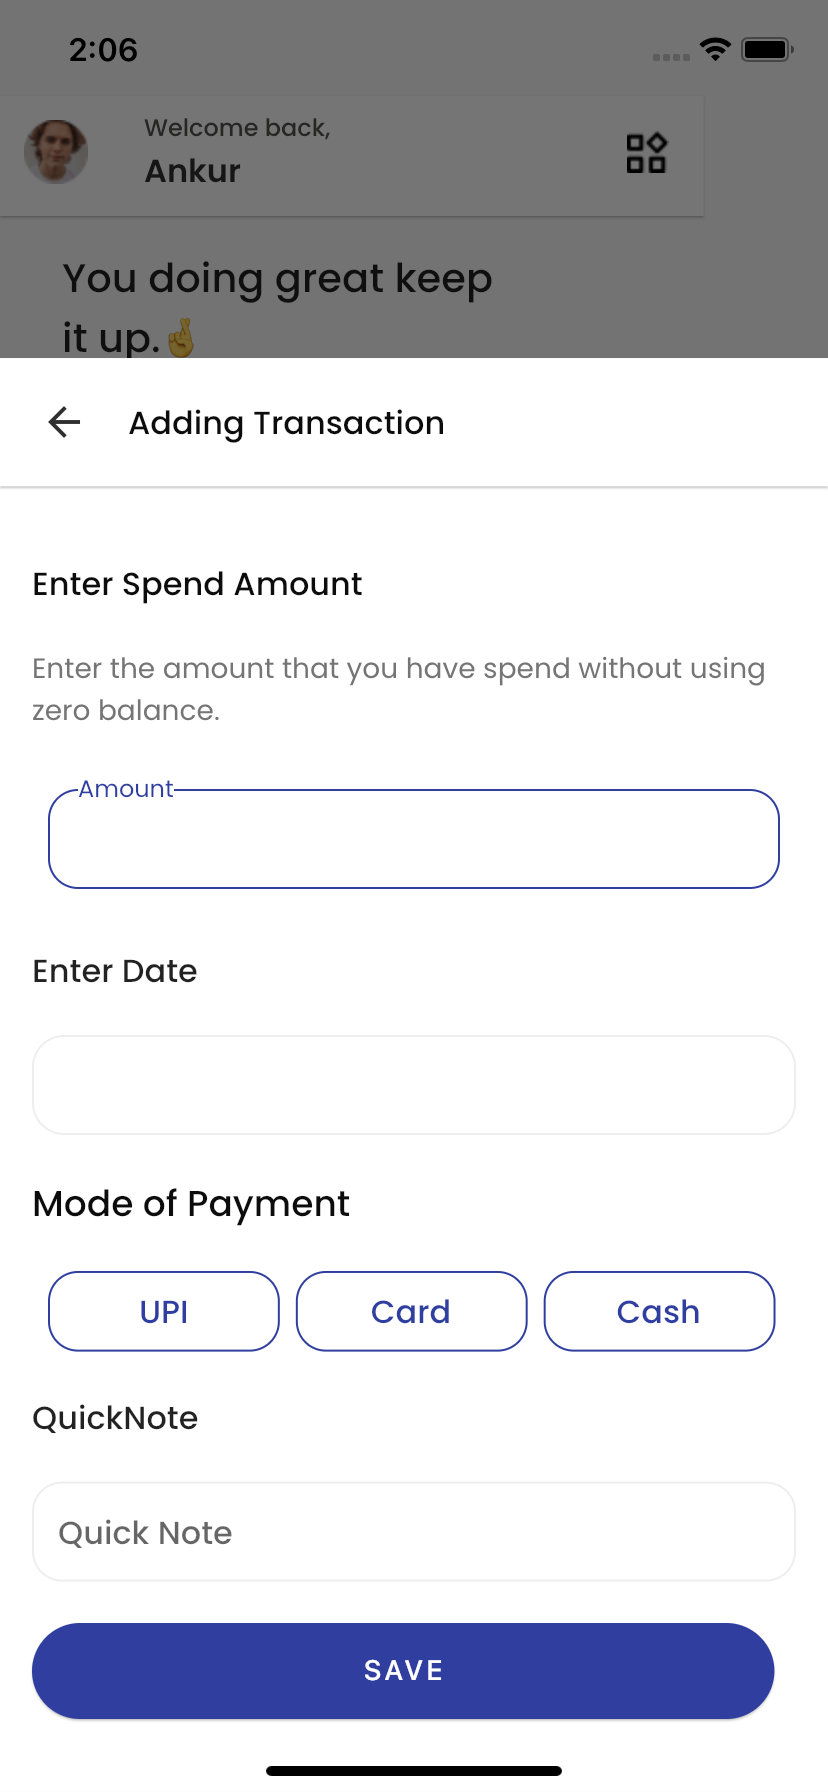 2:06
Welcome back,
Ankur
You doing great keep
it up.🤞
Adding Transaction
Enter Spend Amount
Enter the amount that you have spend without using
zero balance.
Amount
Enter Date
Mode of Payment
UPI Card Cash
QuickNote
Quick Note
SAVE